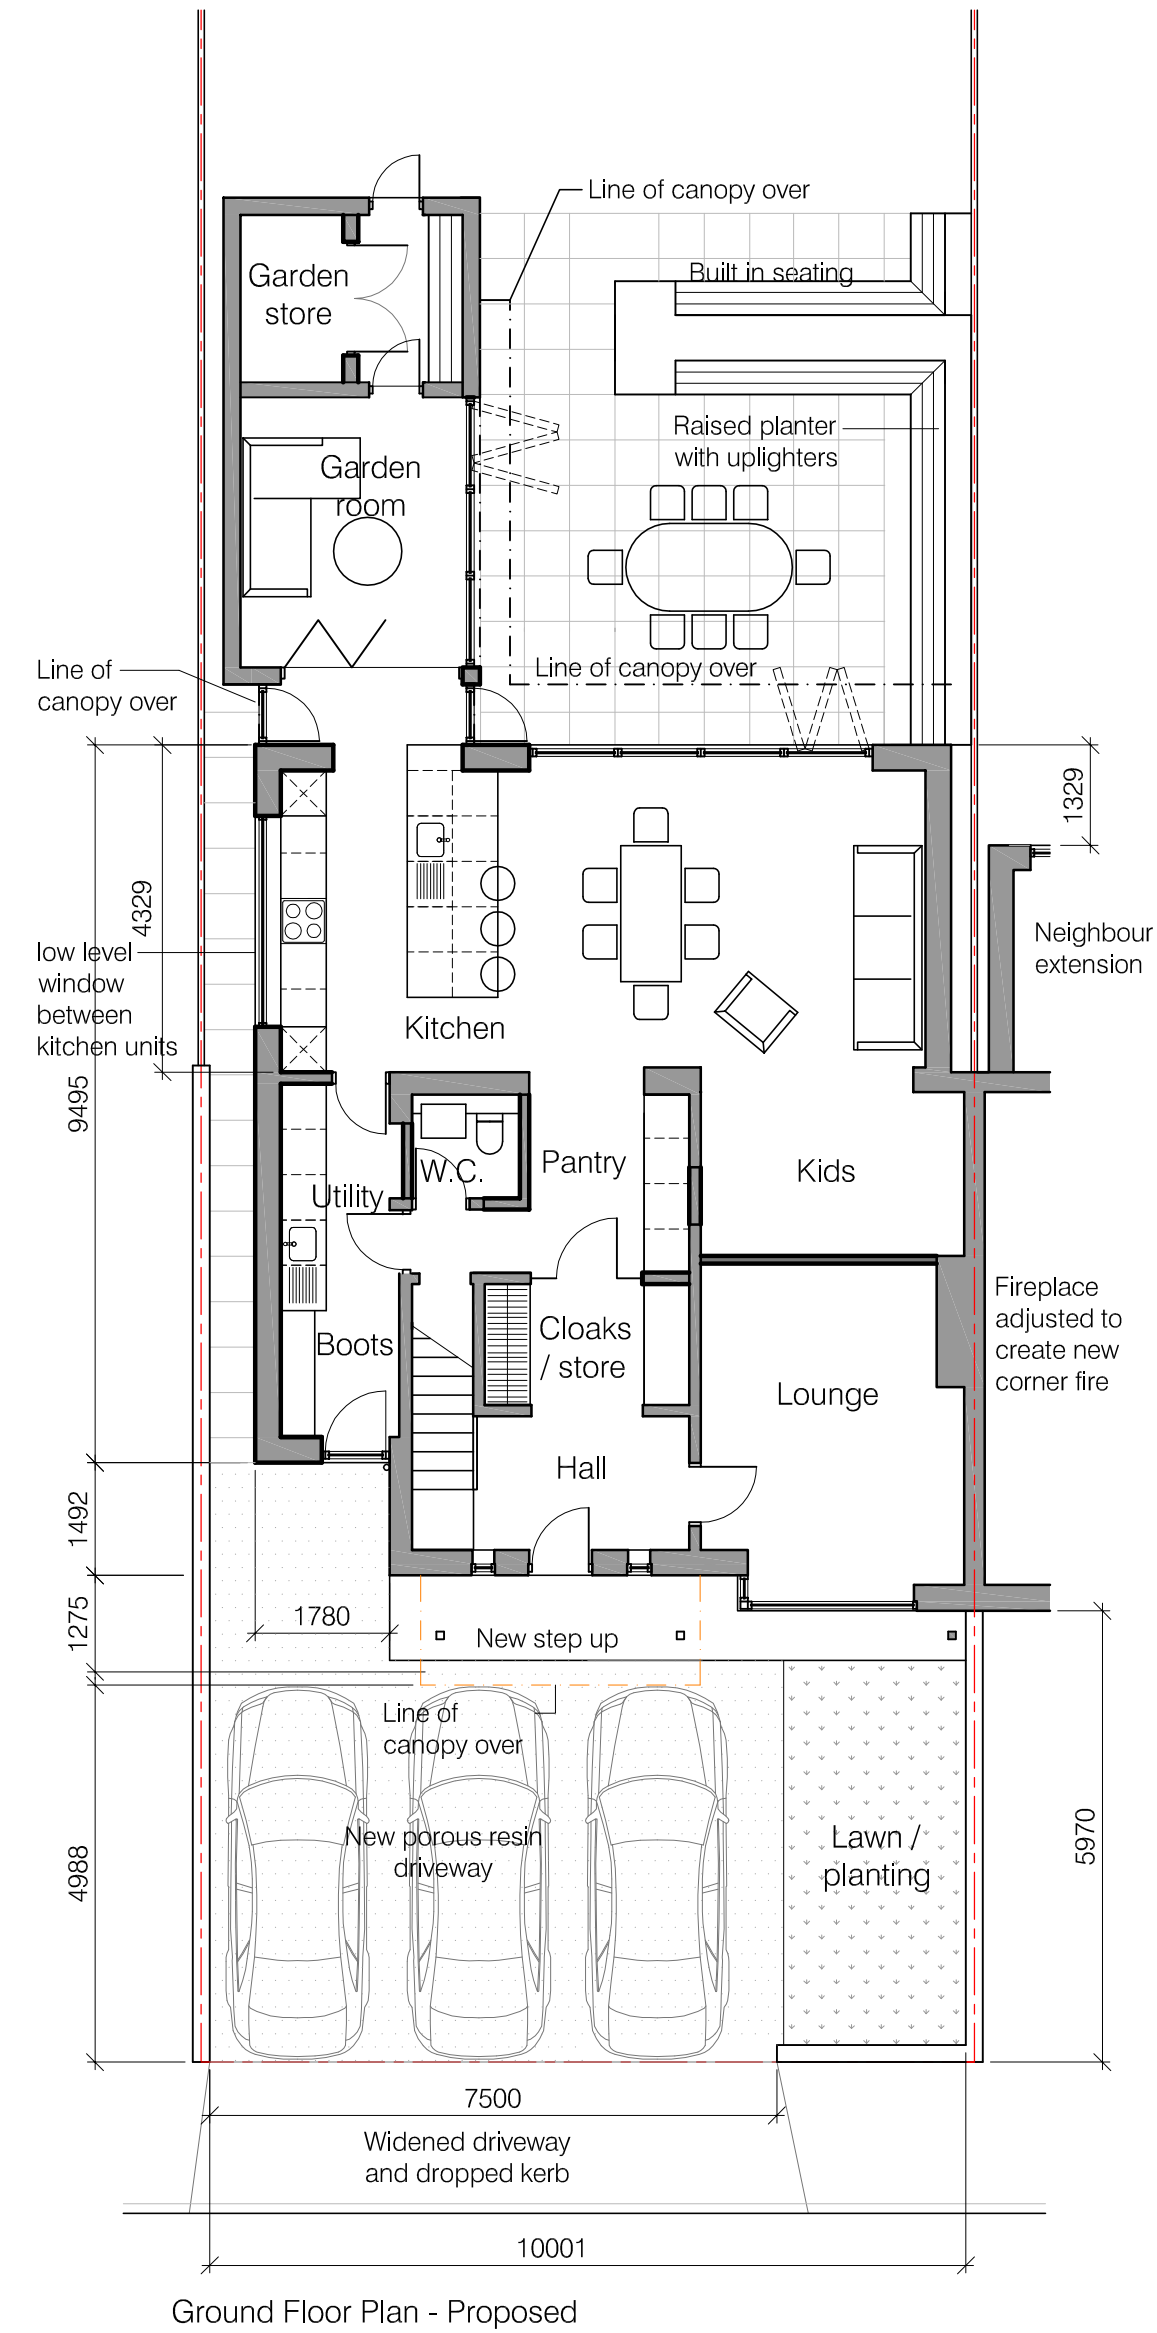 Line of canopy over
Built in seating
Garden
store
Raised planter
with uplighters
Garden
room
Line of
canopy over
Line of canopy over
1329
4329
low level
window
between
kitchen units
Neighbour
extension
Kitchen
9495
W.C.
Pantry
Kids
Utility
Fireplace
adjusted to
create new
corner fire
Boots
Cloaks
/ store
Lounge
Hall
1492
1275
1780
New step up
Line of
canopy over
4988
New porous resin
driveway
Lawn /
planting
5970
7500
Widened driveway
and dropped kerb
10001
Ground Floor Plan - Proposed